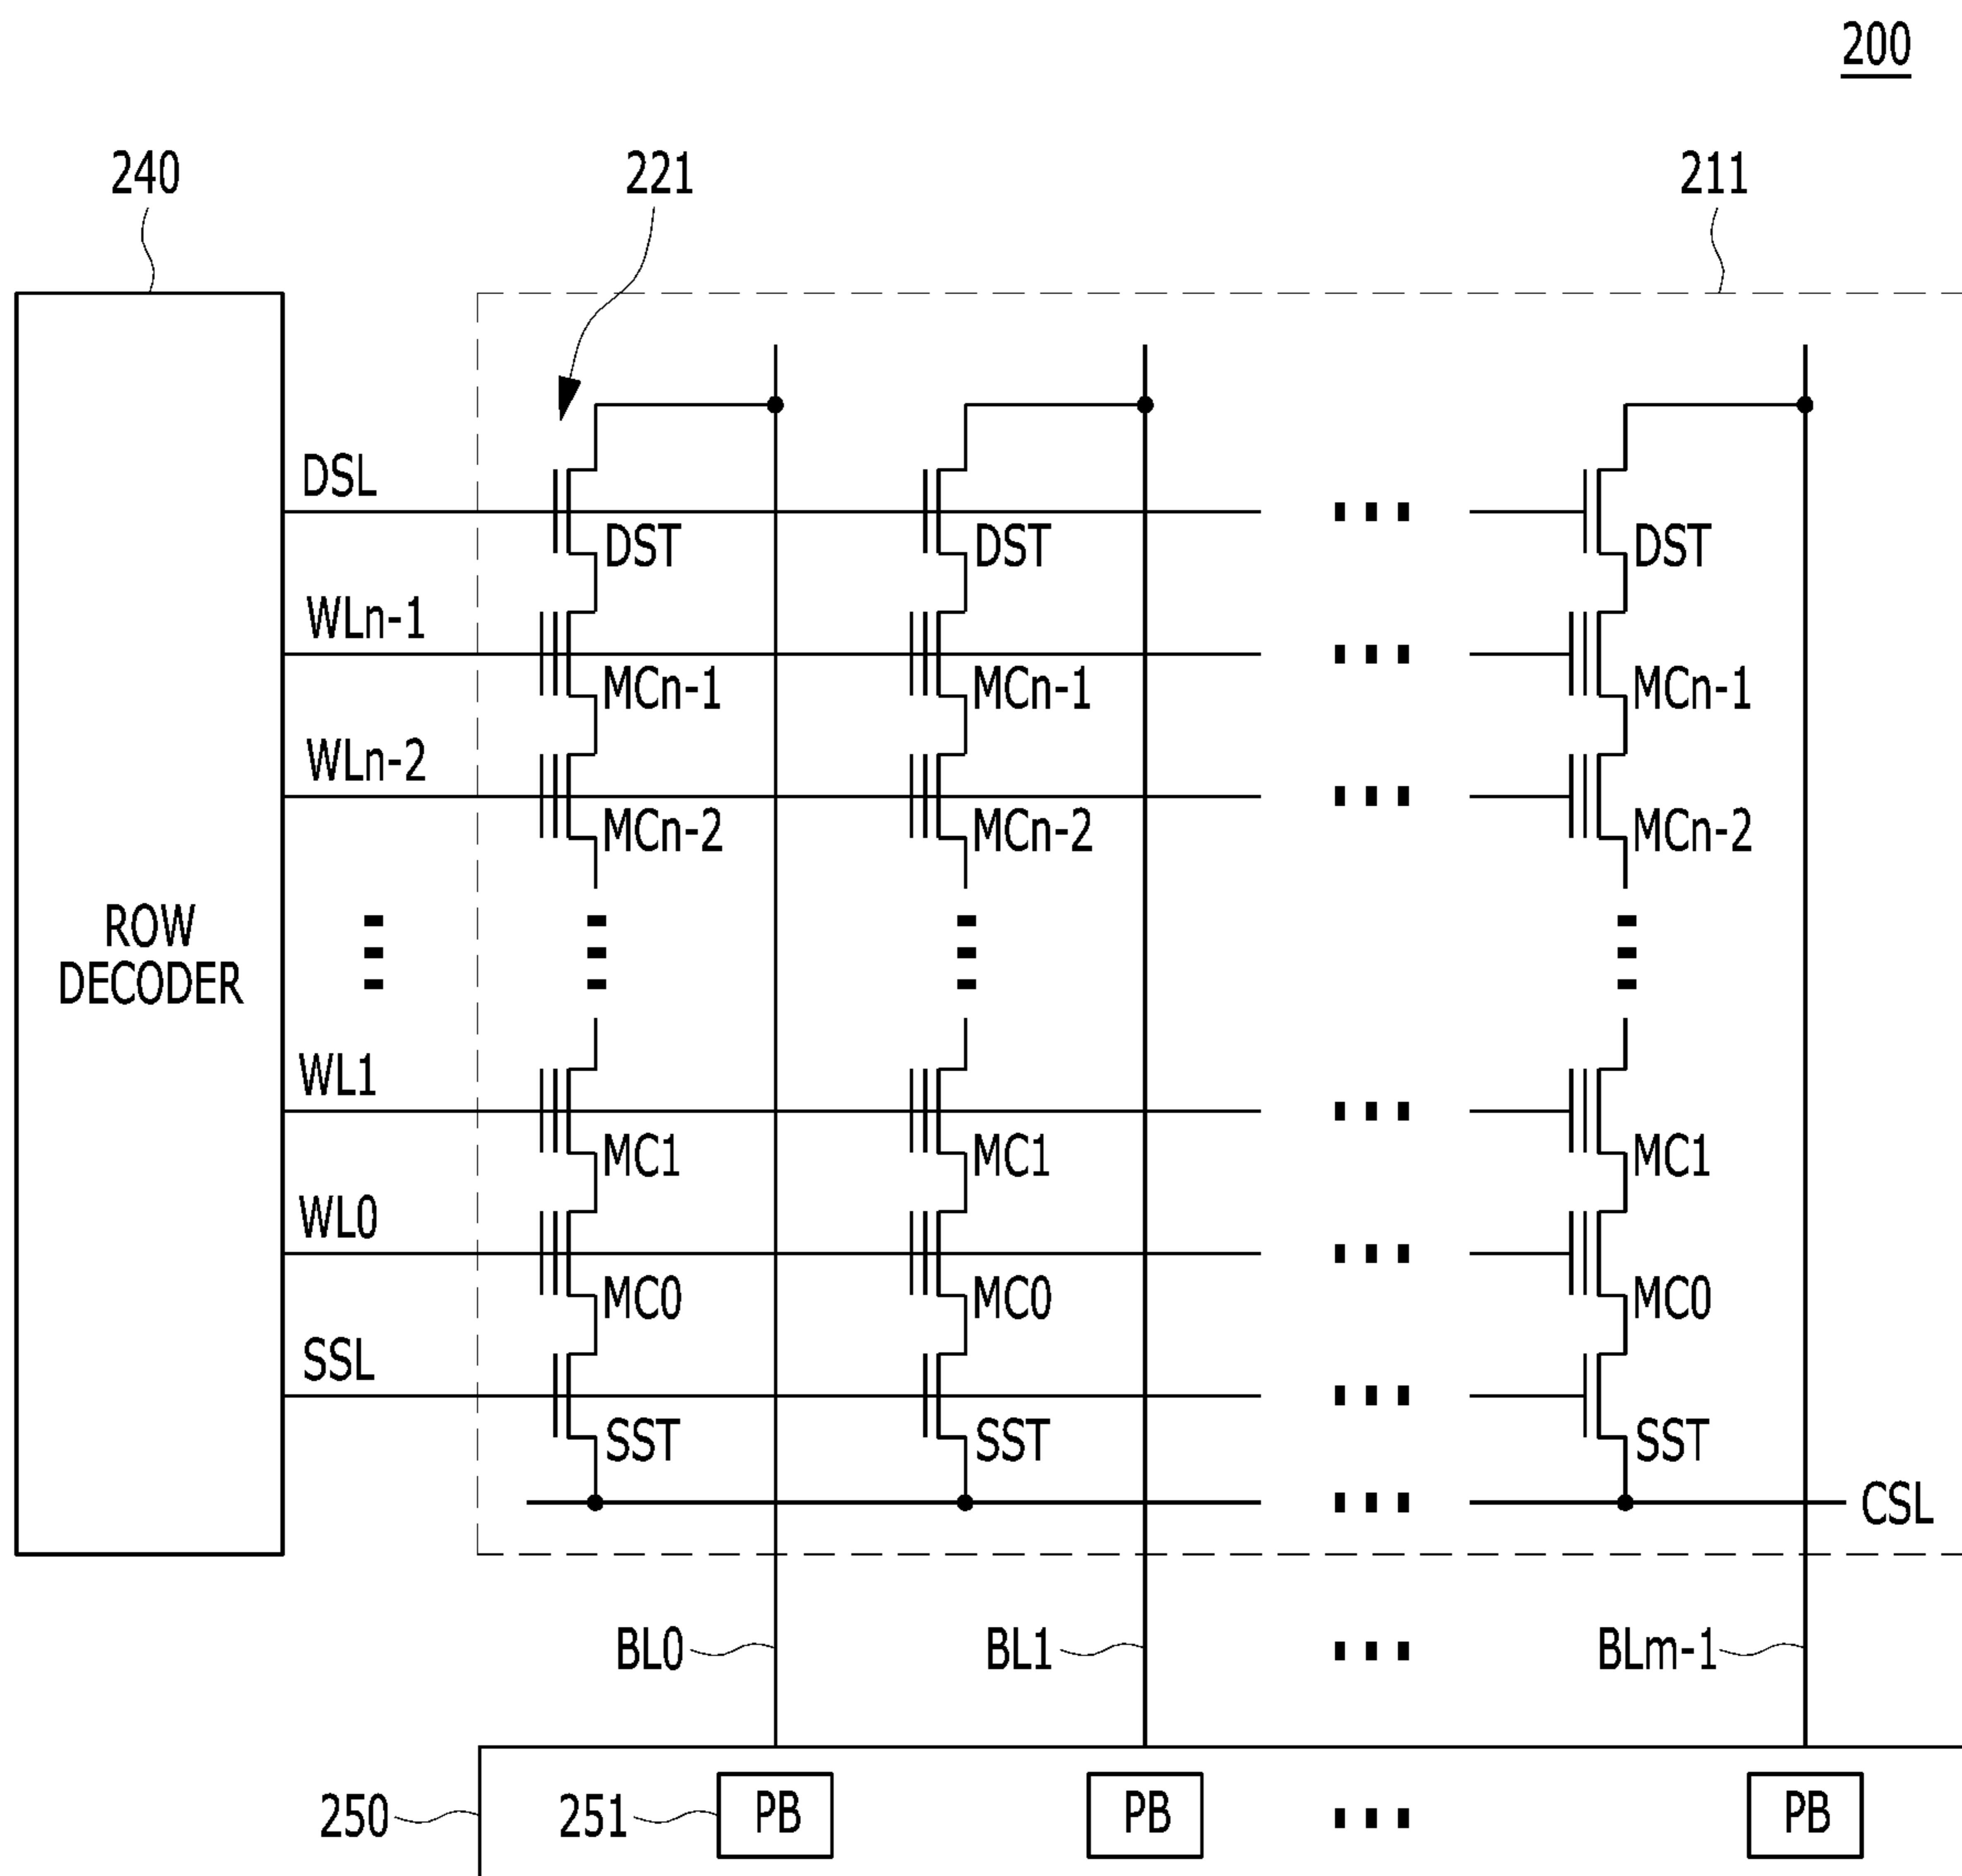 200
240
221
211
DSL
DST DST DST
WLn-1
MCn-1 MCn-1 MCn-1
WLn-2
MCn-2 MCn-2 MCn-2
ROW
DECODER
WL1
MC1 MC1 MC1
WL0
MC0 MC0 MC0
SSL
SST SST SST
CSL
BL0 BL1 BLm-1
250 251 PB PB PB